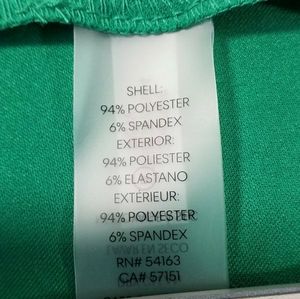 SHELL:
94% POLYESTER
6% SPANDEX
EXTERIOR:
94% POLIESTER
6% ELASTANO
EXTÉRIEUR:
94% POLYESTER
6% SPANDEX
RN# 54163
CA# 57151